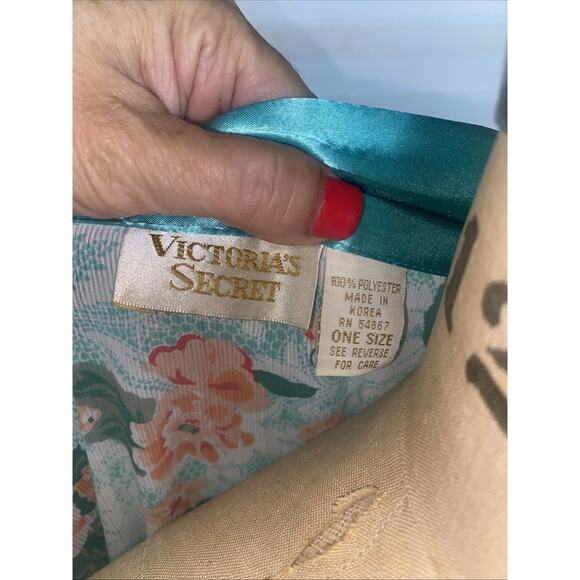 VICTORIA'S
SECRET
100% POLYESTER
MADE IN
KOREA
RN 54867
ONE SIZE
SEE REVERSE
FOR CARE